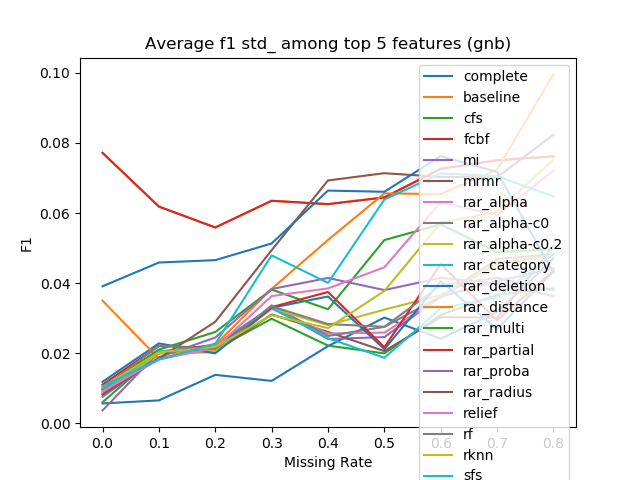 Average f1 std_ among top 5 features (gnb)
F1
0.10
0.08
0.06
0.04
0.02
0.00
0.0 0.1 0.2 0.3 0.4 0.5 0.6 0.7 0.8
Missing Rate
complete
baseline
cfs
fcbf
mi
mrmr
rar_alpha
rar_alpha-c0
rar_alpha-c0.2
rar_category
rar_deletion
rar_distance
rar_multi
rar_partial
rar_proba
rar_radius
relief
rf
rknn
sfs